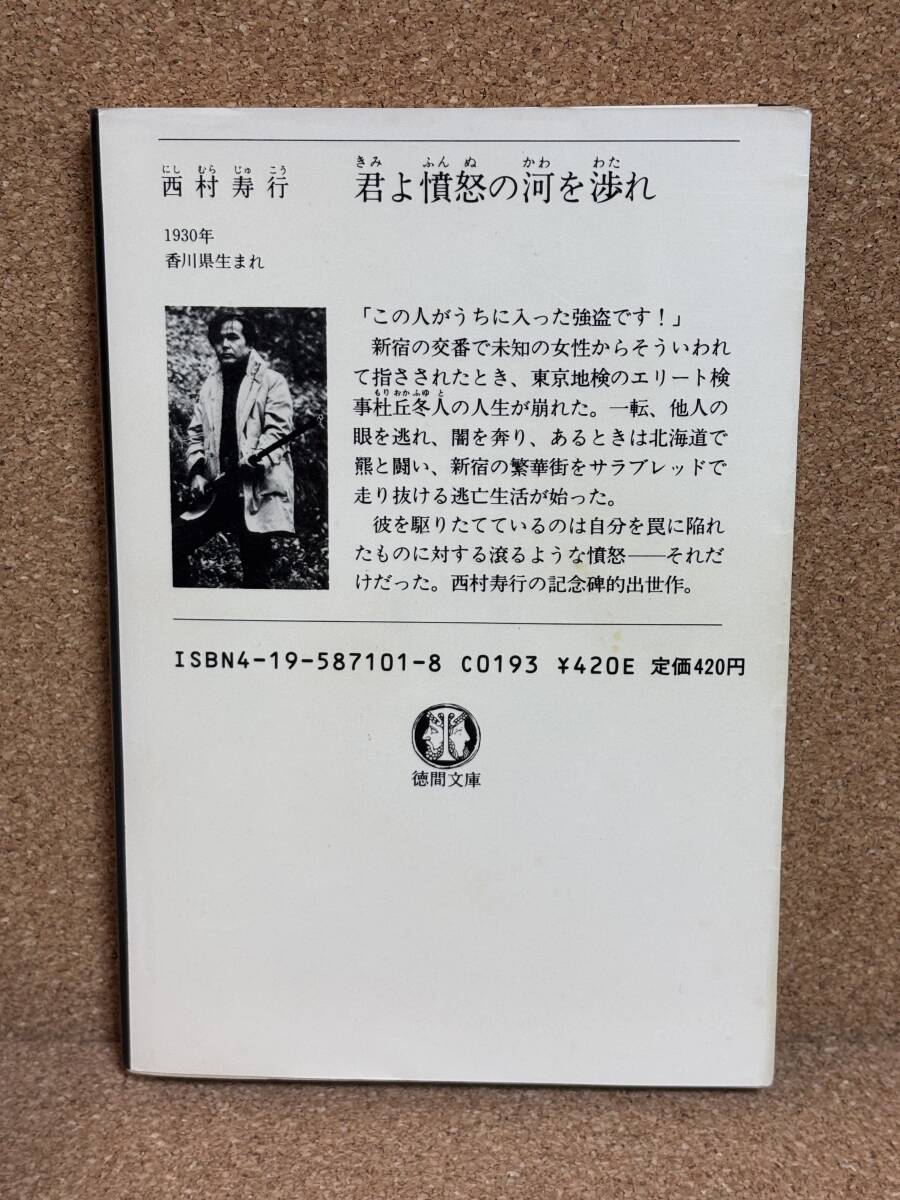 にし むら じゅ こう
西村寿行
きみ ふん ぬ かわ わた
君よ憤怒の河を渉れ
1930年
香川県生まれ
「この人がうちに入った強盗です！」
新宿の交番で未知の女性からそういわれ
て指さされたとき、東京地検のエリート検
もり おか ふゆ と
事杜丘冬人の人生が崩れた。一転、他人の
眼を逃れ、闇を奔り、あるときは北海道で
羆と闘い、新宿の繁華街をサラブレッドで
走り抜ける逃亡生活が始った。
彼を駆りたてているのは自分を罠に陥れ
たものに対する滾るような憤怒──それだ
けだった。西村寿行の記念碑的出世作。
ISBN4-19-587101-8 C0193 ¥420E 定価420円
徳間文庫